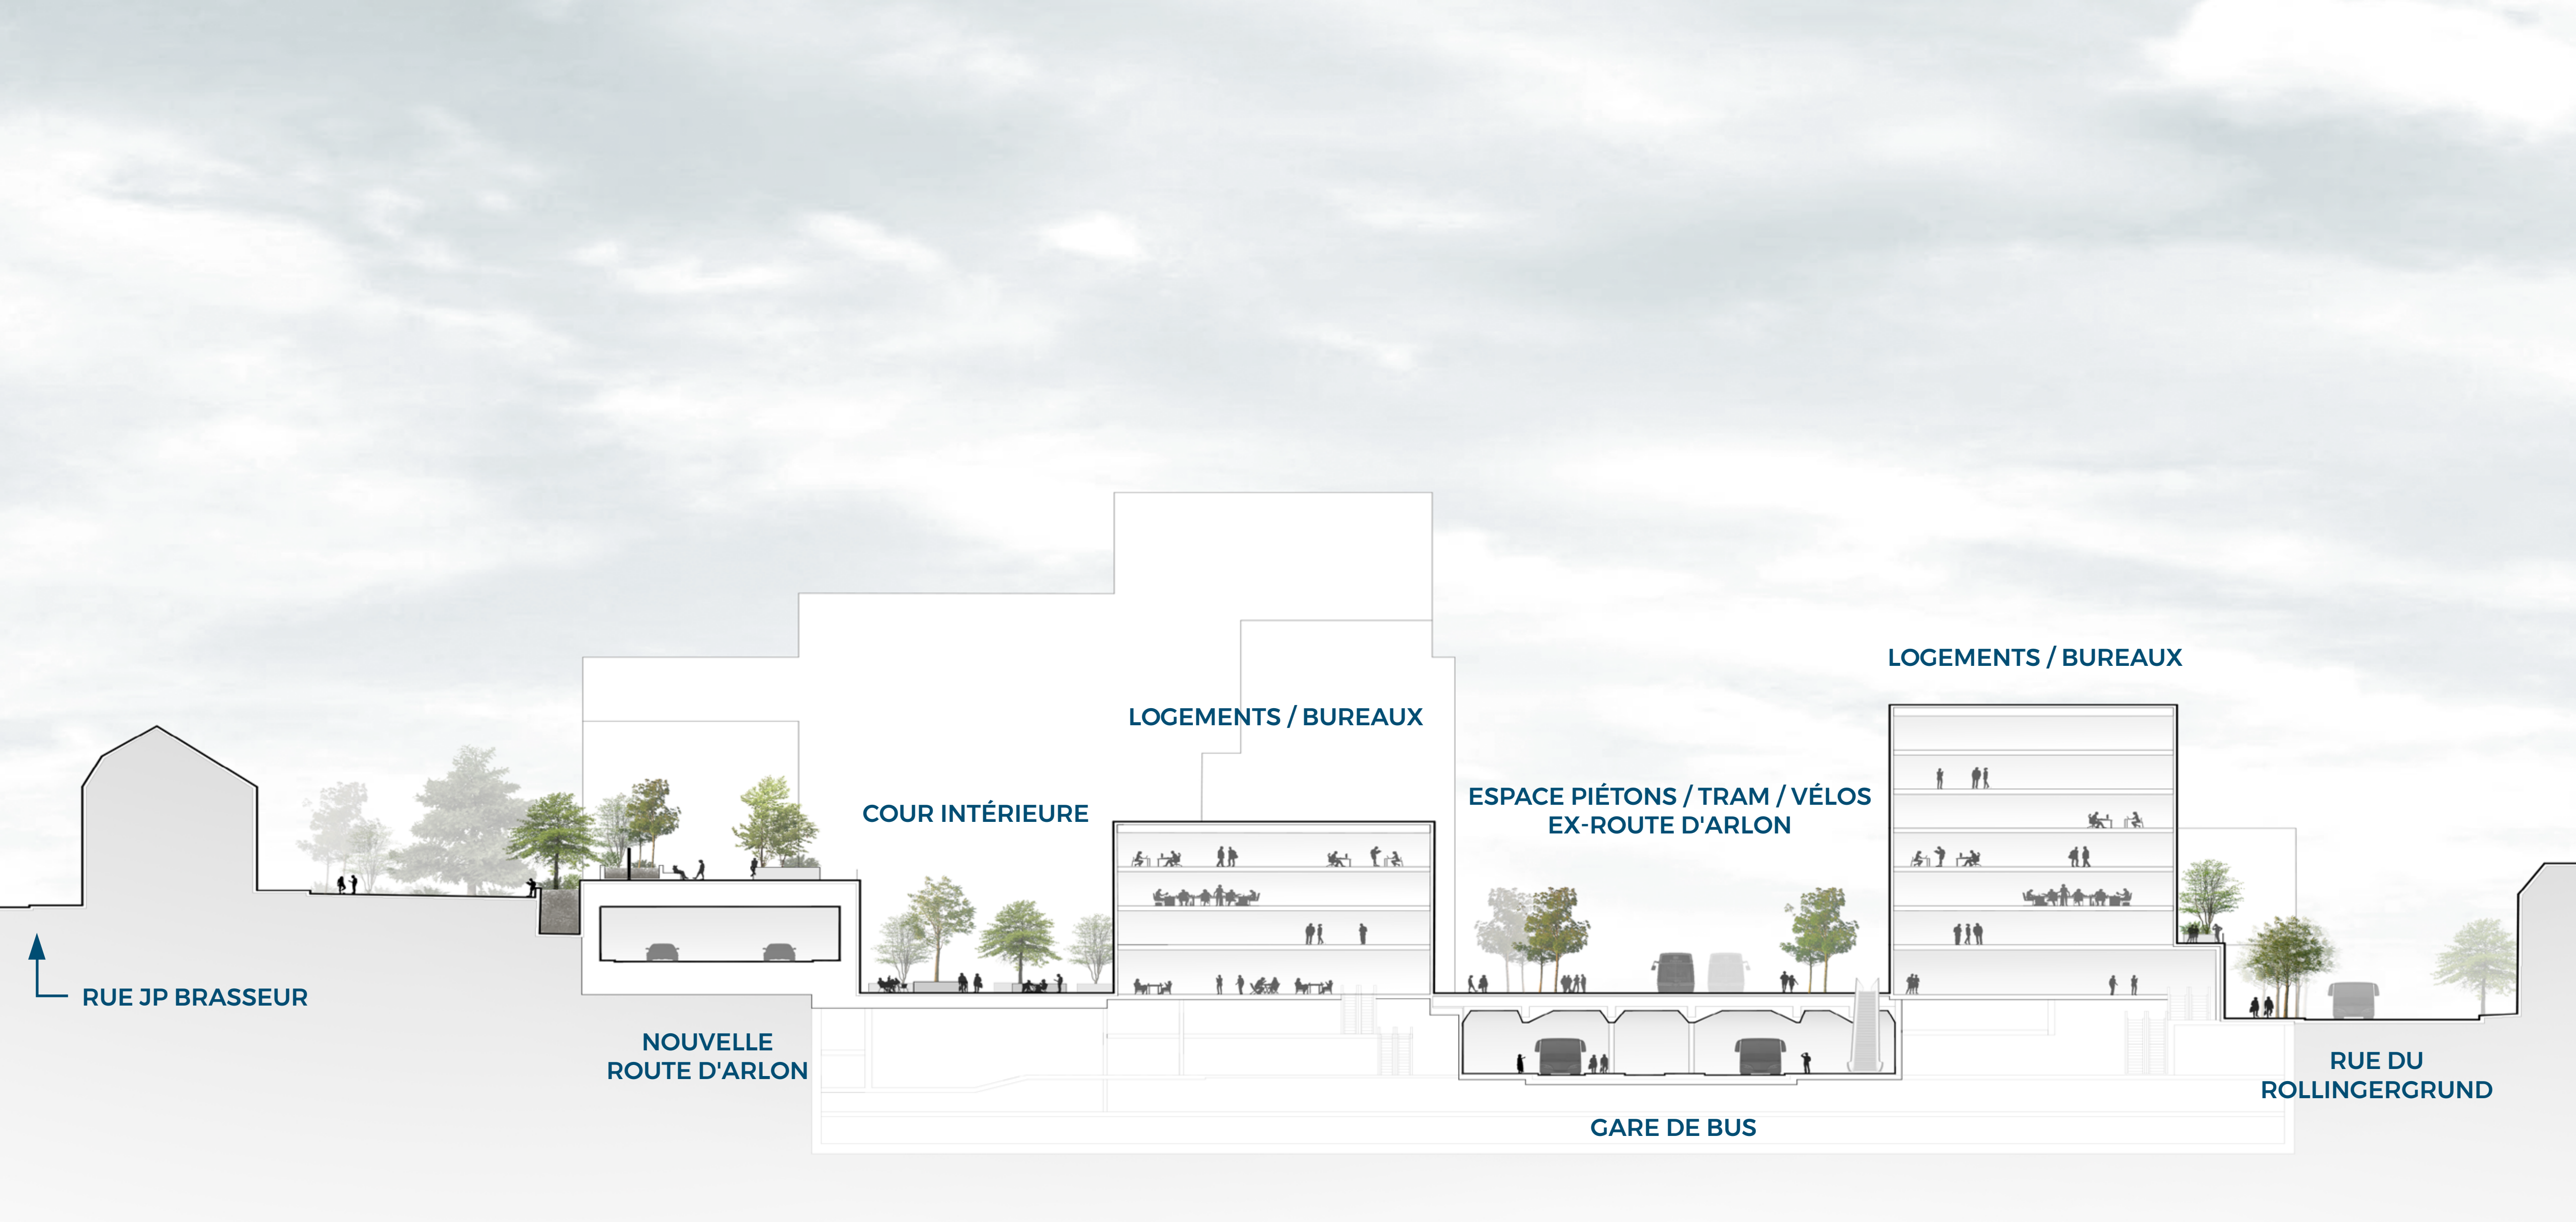 LOGEMENTS / BUREAUX
LOGEMENTS / BUREAUX
COUR INTÉRIEURE
ESPACE PIÉTONS / TRAM / VÉLOS
EX-ROUTE D'ARLON
RUE JP BRASSEUR
NOUVELLE
ROUTE D'ARLON
GARE DE BUS
RUE DU
ROLLINGERGRUND